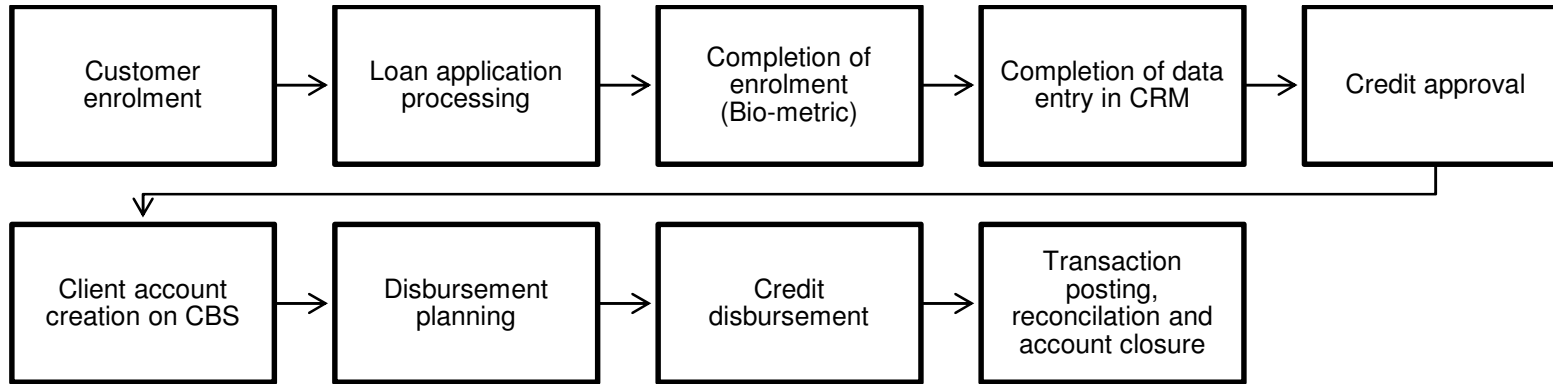 Customer
enrolment
Loan application
processing
Completion of
enrolment
(Bio-metric)
Completion of data
entry in CRM
Credit approval
Client account
creation on CBS
Disbursement
planning
Credit
disbursement
Transaction
posting,
reconcilation and
account closure